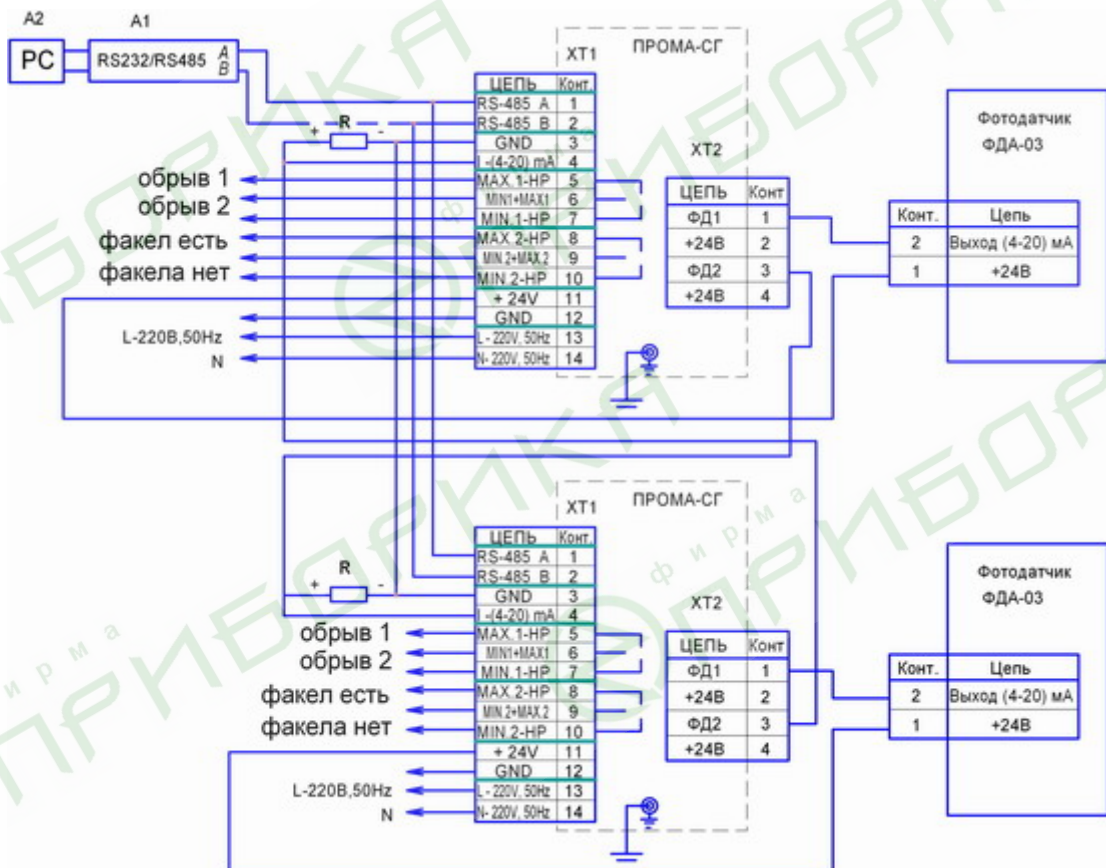 A2
A1
PC
RS232/RS485 A B
XT1
ПРОМА-СГ
ЦЕПЬ Конт.
RS-485 A 1
RS-485 B 2
GND 3
I -(4-20) mA 4
MAX.1-HP 5
MIN1+MAX1 6
MIN.1-HP 7
MAX.2-HP 8
MIN.2+MAX.2 9
MIN.2-HP 10
+ 24V 11
GND 12
L - 220V, 50Hz 13
N- 220V, 50Hz 14
+ R -
обрыв 1
обрыв 2
факел есть
факела нет
L-220В,50Hz
N
XT2
ЦЕПЬ Конт
ФД1 1
+24В 2
ФД2 3
+24В 4
Фотодатчик
ФДА-03
Конт. Цепь
2 Выход (4-20) мА
1 +24В
XT1
ПРОМА-СГ
ЦЕПЬ Конт.
RS-485 A 1
RS-485 B 2
GND 3
I -(4-20) mA 4
MAX.1-HP 5
MIN1+MAX1 6
MIN.1-HP 7
MAX.2-HP 8
MIN.2+MAX.2 9
MIN.2-HP 10
+ 24V 11
GND 12
L - 220V, 50Hz 13
N- 220V, 50Hz 14
+ R -
обрыв 1
обрыв 2
факел есть
факела нет
L-220В,50Hz
N
XT2
ЦЕПЬ Конт
ФД1 1
+24В 2
ФД2 3
+24В 4
Фотодатчик
ФДА-03
Конт. Цепь
2 Выход (4-20) мА
1 +24В
фирма
ПРИБОРИКА